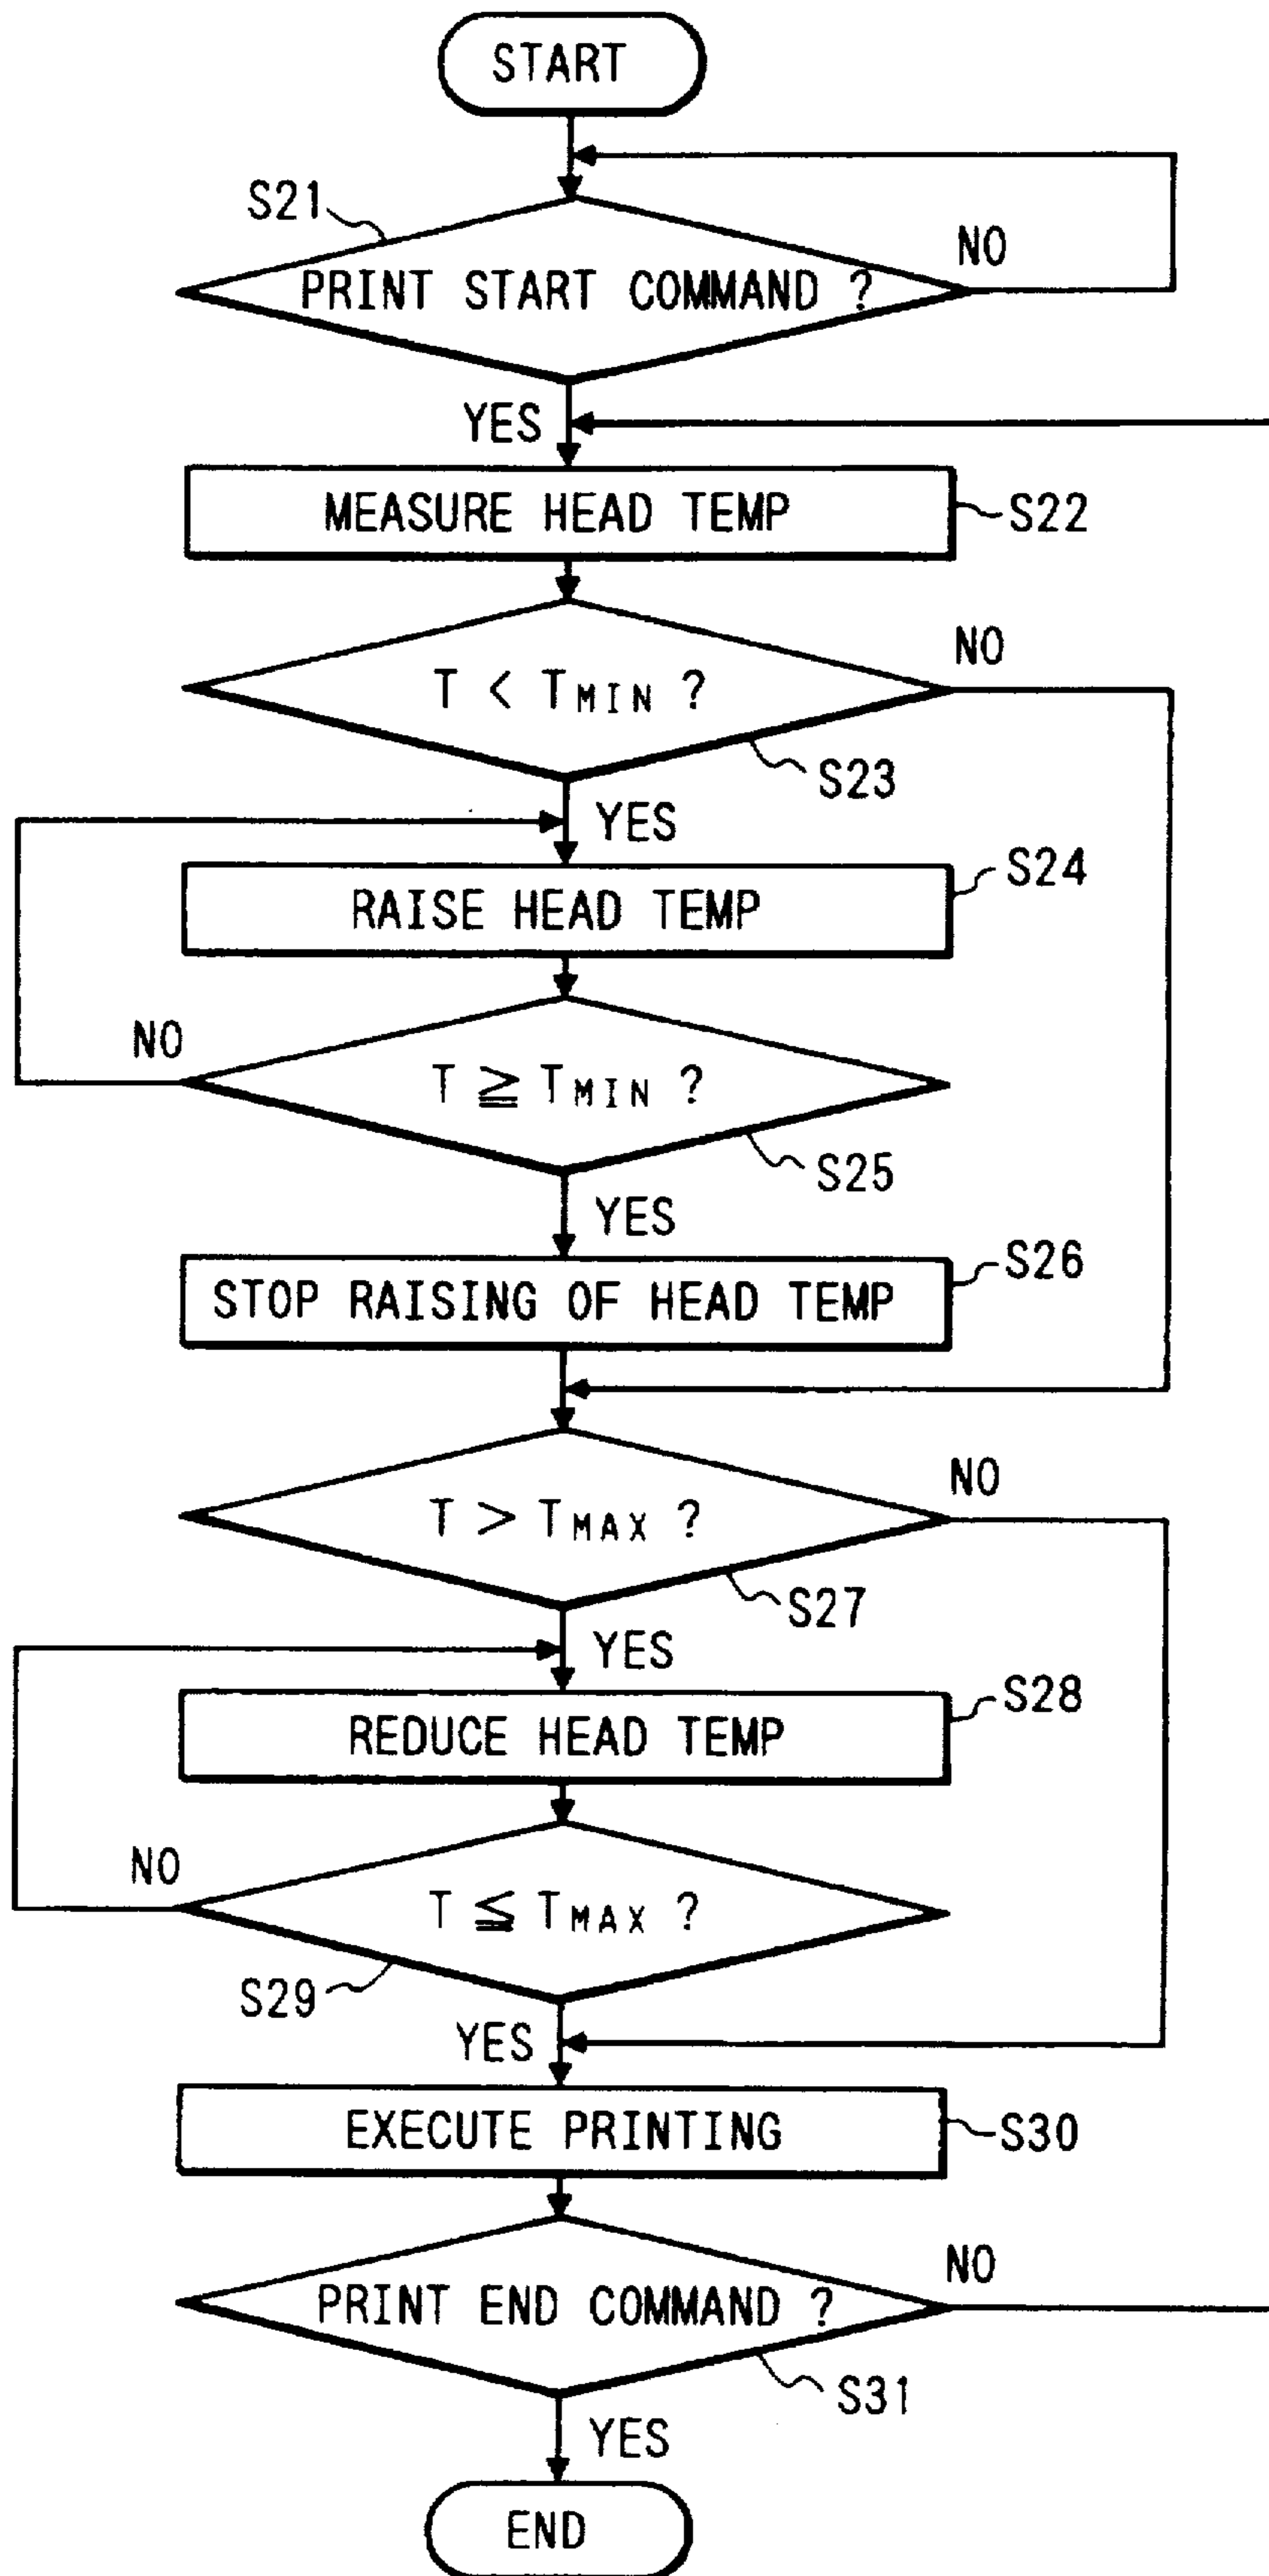 START
S21
PRINT START COMMAND ?
NO
YES
MEASURE HEAD TEMP
S22
T < TMIN ?
NO
S23
YES
RAISE HEAD TEMP
S24
NO
T ≧ TMIN ?
S25
YES
STOP RAISING OF HEAD TEMP
S26
T > TMAX ?
NO
S27
YES
REDUCE HEAD TEMP
S28
NO
T ≦ TMAX ?
S29
YES
EXECUTE PRINTING
S30
PRINT END COMMAND ?
NO
S31
YES
END